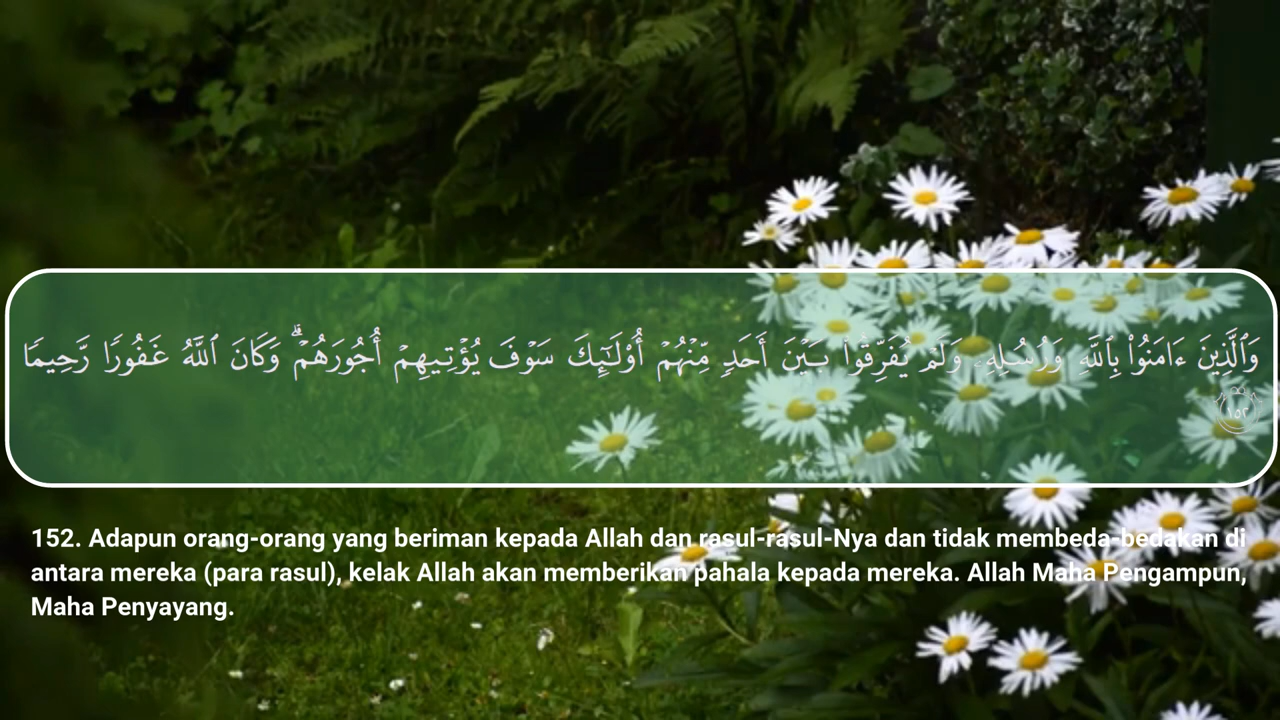 وَٱلَّذِينَ ءَامَنُوا۟ بِٱللَّهِ وَرُسُلِهِۦ وَلَمْ يُفَرِّقُوا۟ بَيْنَ أَحَدٍ مِّنْهُمْ أُو۟لَـٰٓئِكَ سَوْفَ يُؤْتِيهِمْ أُجُورَهُمْ ۗ وَكَانَ ٱللَّهُ غَفُورًا رَّحِيمًا
١٥٢
152. Adapun orang-orang yang beriman kepada Allah dan rasul-rasul-Nya dan tidak membeda-bedakan di
antara mereka (para rasul), kelak Allah akan memberikan pahala kepada mereka. Allah Maha Pengampun,
Maha Penyayang.